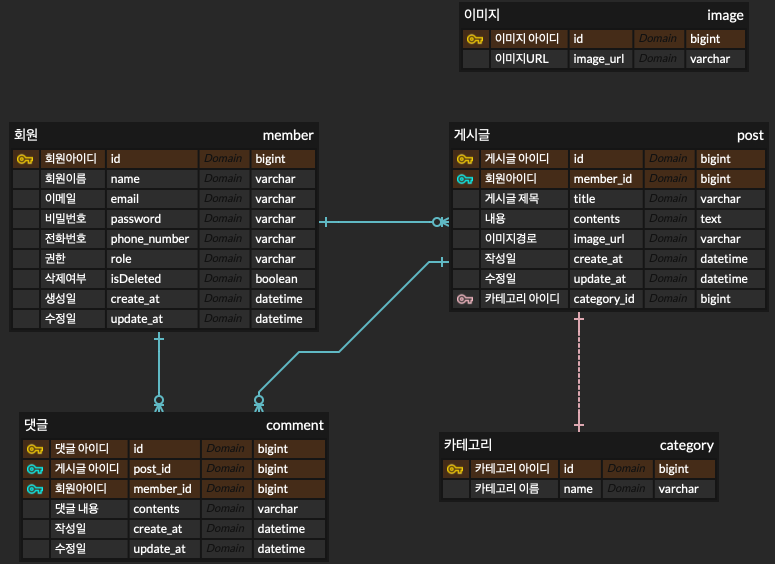 이미지 image
이미지 아이디 id Domain bigint
이미지URL image_url Domain varchar
회원 member
회원아이디 id Domain bigint
회원이름 name Domain varchar
이메일 email Domain varchar
비밀번호 password Domain varchar
전화번호 phone_number Domain varchar
권한 role Domain varchar
삭제여부 isDeleted Domain boolean
생성일 create_at Domain datetime
수정일 update_at Domain datetime
게시글 post
게시글 아이디 id Domain bigint
회원아이디 member_id Domain bigint
게시글 제목 title Domain varchar
내용 contents Domain text
이미지경로 image_url Domain varchar
작성일 create_at Domain datetime
수정일 update_at Domain datetime
카테고리 아이디 category_id Domain bigint
댓글 comment
댓글 아이디 id Domain bigint
게시글 아이디 post_id Domain bigint
회원아이디 member_id Domain bigint
댓글 내용 contents Domain varchar
작성일 create_at Domain datetime
수정일 update_at Domain datetime
카테고리 category
카테고리 아이디 id Domain bigint
카테고리 이름 name Domain varchar